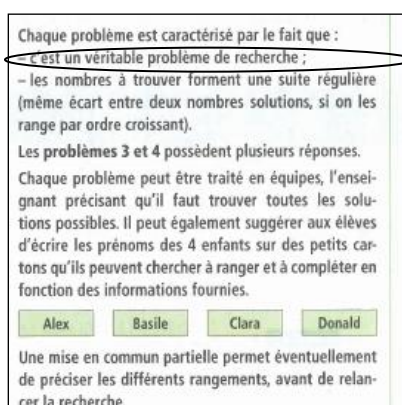 Chaque problème est caractérisé par le fait que :
– c'est un véritable problème de recherche ;
– les nombres à trouver forment une suite régulière
(même écart entre deux nombres solutions, si on les
range par ordre croissant).
Les problèmes 3 et 4 possèdent plusieurs réponses.
Chaque problème peut être traité en équipes, l'ensei-
gnant précisant qu'il faut trouver toutes les solu-
tions possibles. Il peut également suggérer aux élèves
d'écrire les prénoms des 4 enfants sur des petits car-
tons qu'ils peuvent chercher à ranger et à compléter en
fonction des informations fournies.
Alex Basile Clara Donald
Une mise en commun partielle permet éventuellement
de préciser les différents rangements, avant de relan-
cer la recherche.